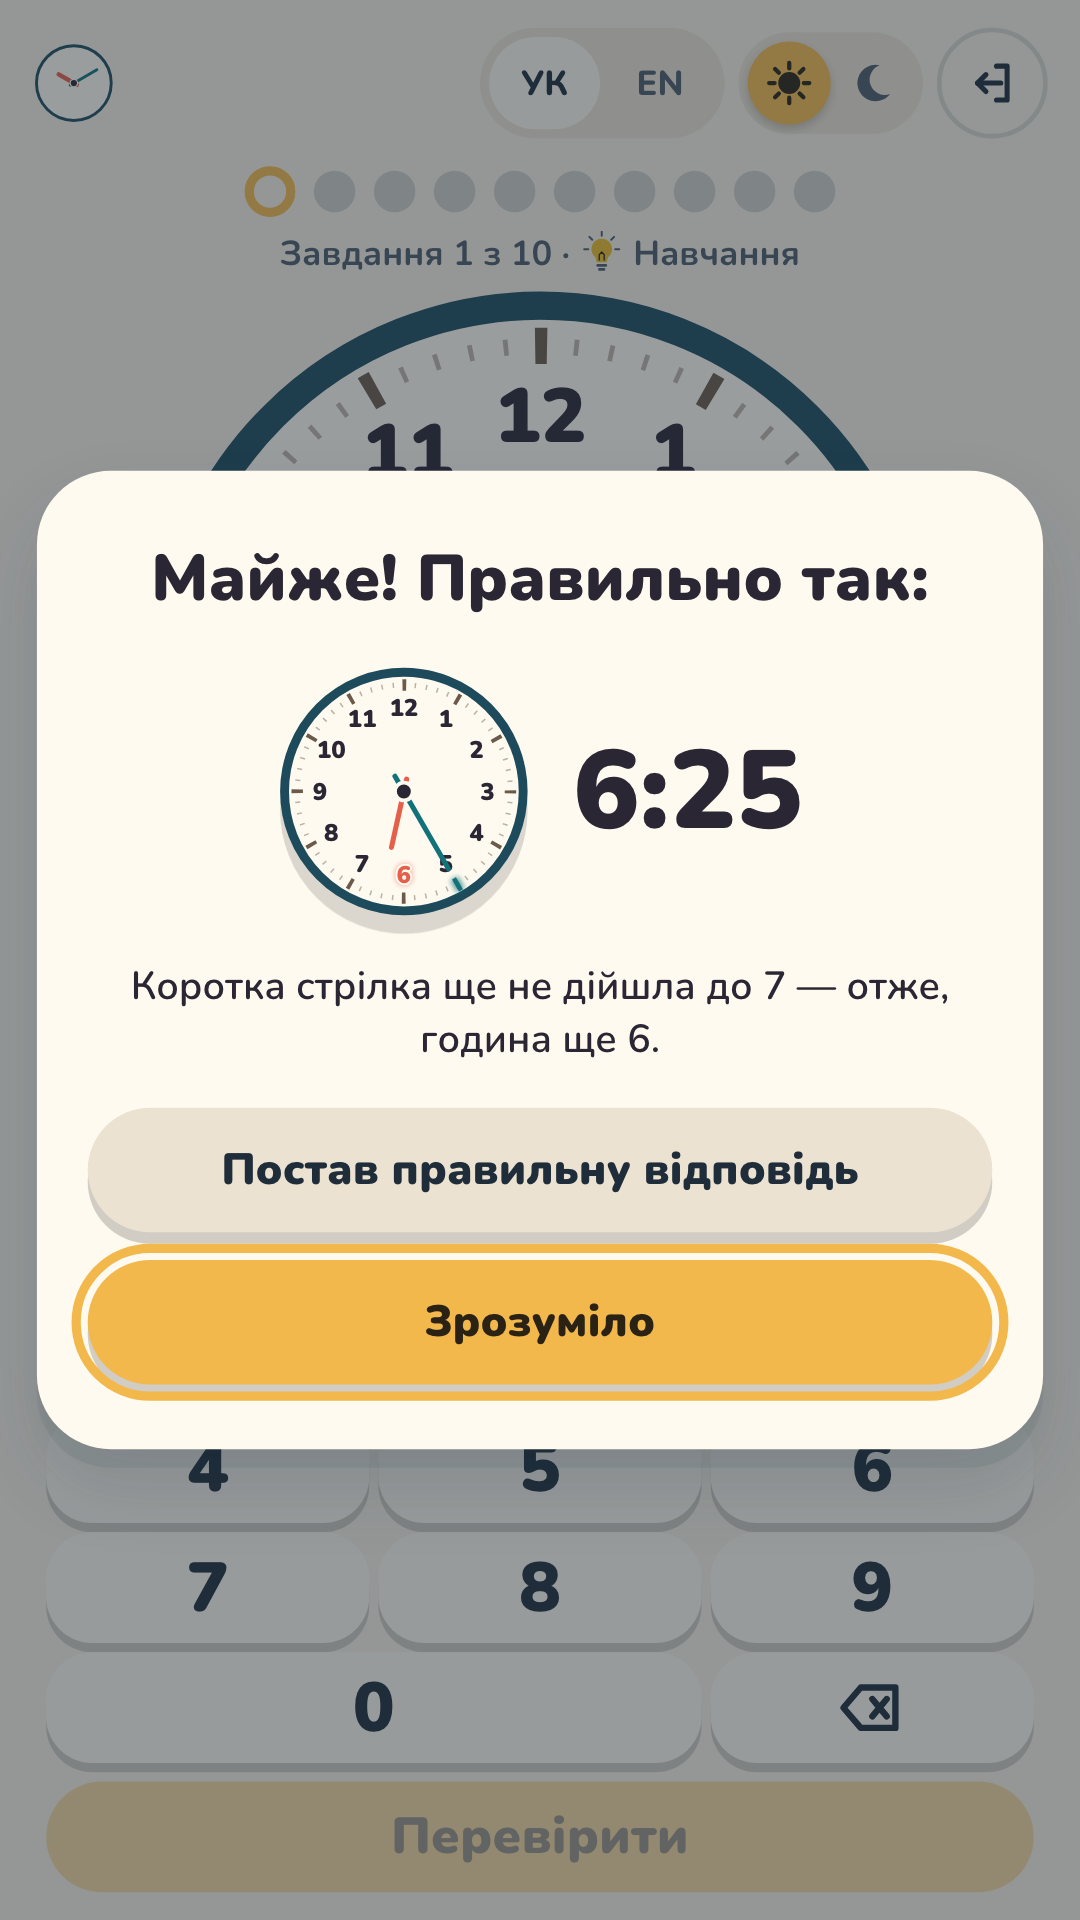 УК EN
Завдання 1 з 10 · Навчання
12
11 1
Майже! Правильно так:
12
11 1
10 2
9 3
8 4
7 5
6
6:25
Коротка стрілка ще не дійшла до 7 — отже,
година ще 6.
Постав правильну відповідь
Зрозуміло
4 5 6
7 8 9
0
Перевірити